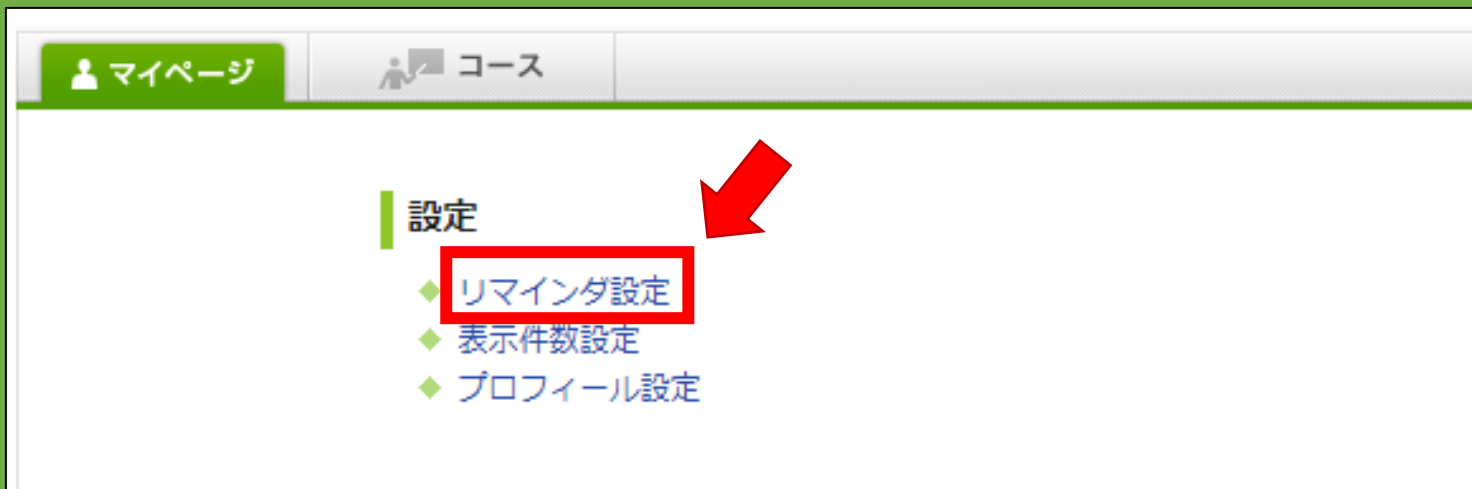 マイページ コース
設定
リマインダ設定
表示件数設定
プロフィール設定